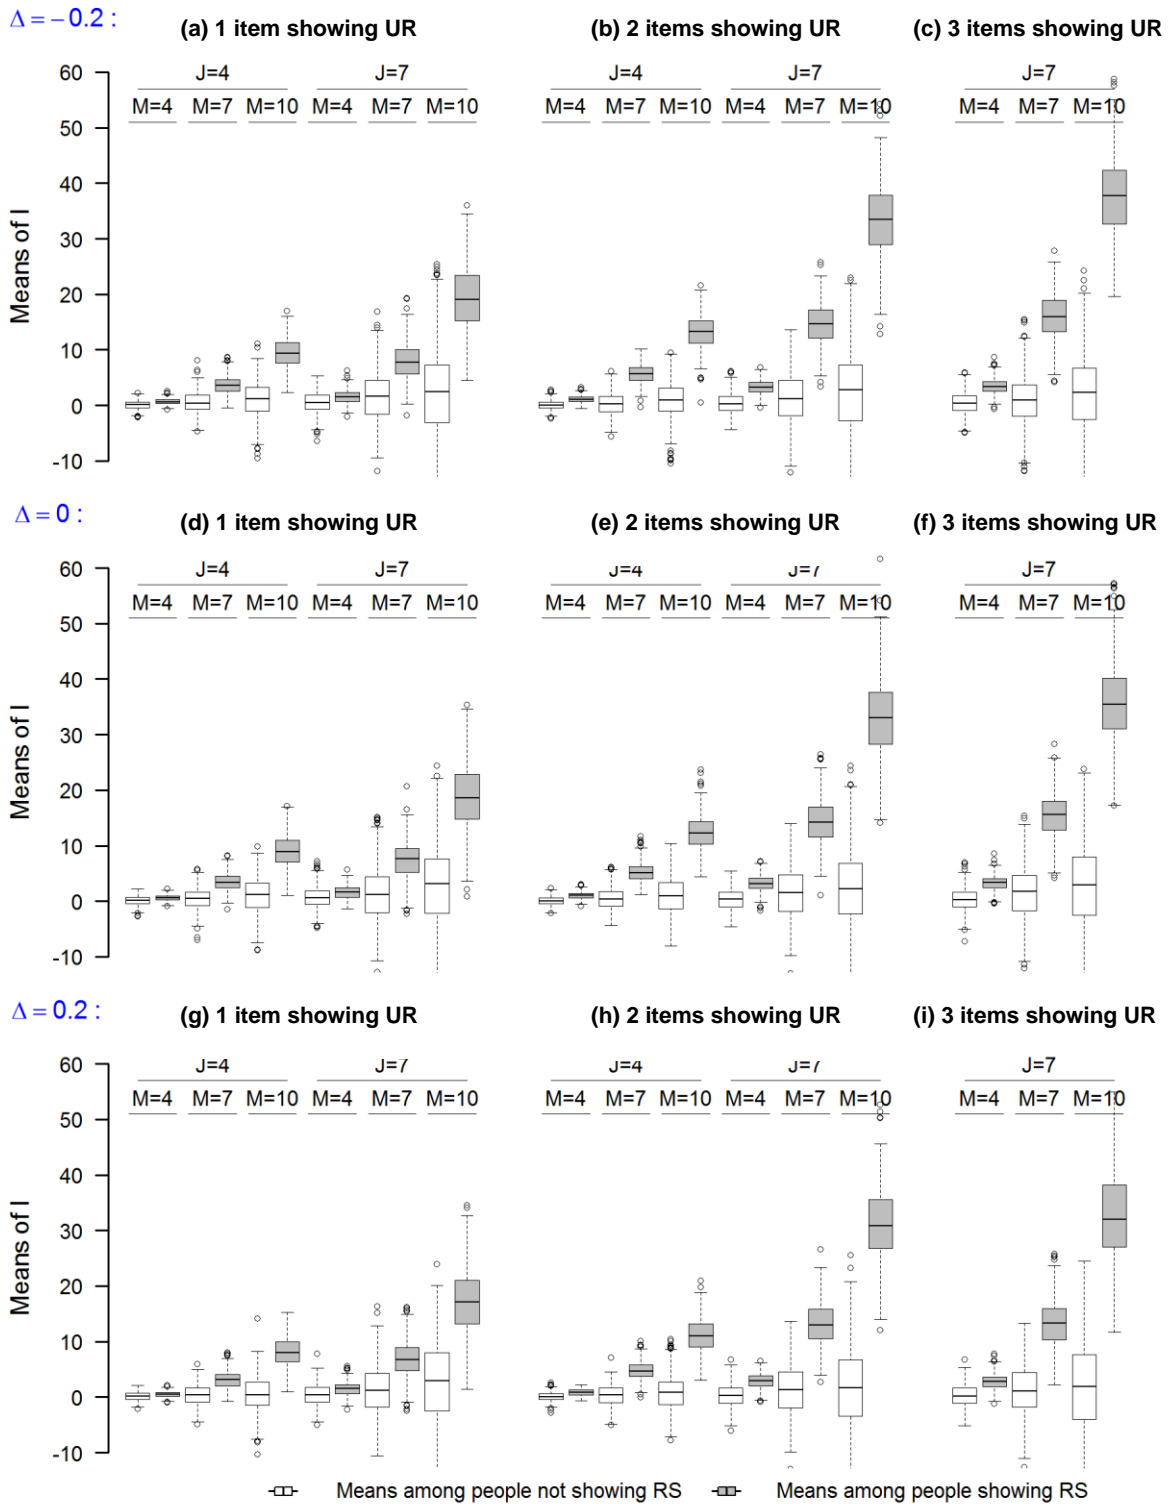 Δ = − 0.2 :
(a) 1 item showing UR (b) 2 items showing UR (c) 3 items showing UR
J=4 J=7 J=4 J=7 J=7
M=4 M=7 M=10 M=4 M=7 M=10 M=4 M=7 M=10 M=4 M=7 M=10 M=4 M=7 M=10
60
50
40
30
20
10
0
-10
Means of I
Δ = 0 :
(d) 1 item showing UR (e) 2 items showing UR (f) 3 items showing UR
J=4 J=7 J=4 J=7 J=7
M=4 M=7 M=10 M=4 M=7 M=10 M=4 M=7 M=10 M=4 M=7 M=10 M=4 M=7 M=10
60
50
40
30
20
10
0
-10
Means of I
Δ = 0.2 :
(g) 1 item showing UR (h) 2 items showing UR (i) 3 items showing UR
J=4 J=7 J=4 J=7 J=7
M=4 M=7 M=10 M=4 M=7 M=10 M=4 M=7 M=10 M=4 M=7 M=10 M=4 M=7 M=10
60
50
40
30
20
10
0
-10
Means of I
Means among people not showing RS Means among people showing RS